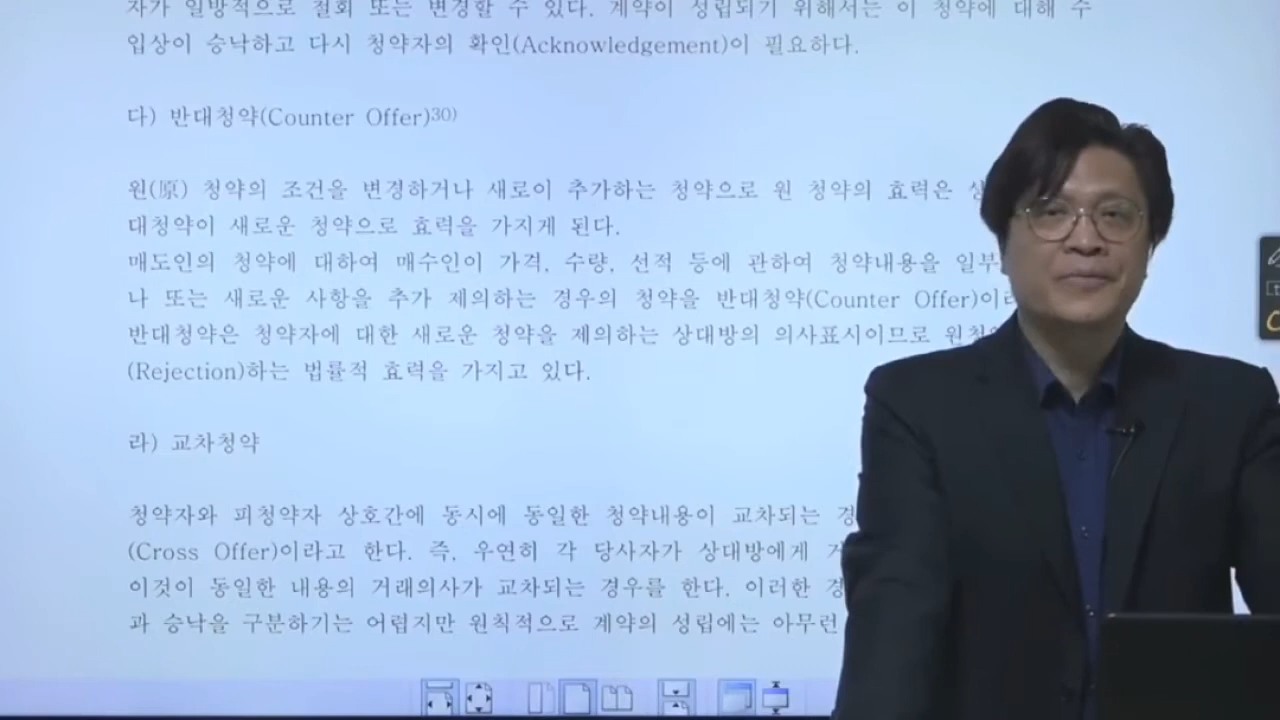 자가 일방적으로 철회 또는 변경할 수 있다. 계약이 성립되기 위해서는 이 청약에 대해 수
입상이 승낙하고 다시 청약자의 확인(Acknowledgement)이 필요하다.
다) 반대청약(Counter Offer)30)
원(原) 청약의 조건을 변경하거나 새로이 추가하는 청약으로 원 청약의 효력은
대청약이 새로운 청약으로 효력을 가지게 된다.
매도인의 청약에 대하여 매수인이 가격, 수량, 선적 등에 관하여 청약내용을 일부
나 또는 새로운 사항을 추가 제의하는 경우의 청약을 반대청약(Counter Offer)이라
반대청약은 청약자에 대한 새로운 청약을 제의하는 상대방의 의사표시이므로
(Rejection)하는 법률적 효력을 가지고 있다.
라) 교차청약
청약자와 피청약자 상호간에 동시에 동일한 청약내용이 교차되는
(Cross Offer)이라고 한다. 즉, 우연히 각 당사자가 상대방에게
이것이 동일한 내용의 거래의사가 교차되는 경우를 한다. 이러한
과 승낙을 구분하기는 어렵지만 원칙적으로 계약의 성립에는 아무런